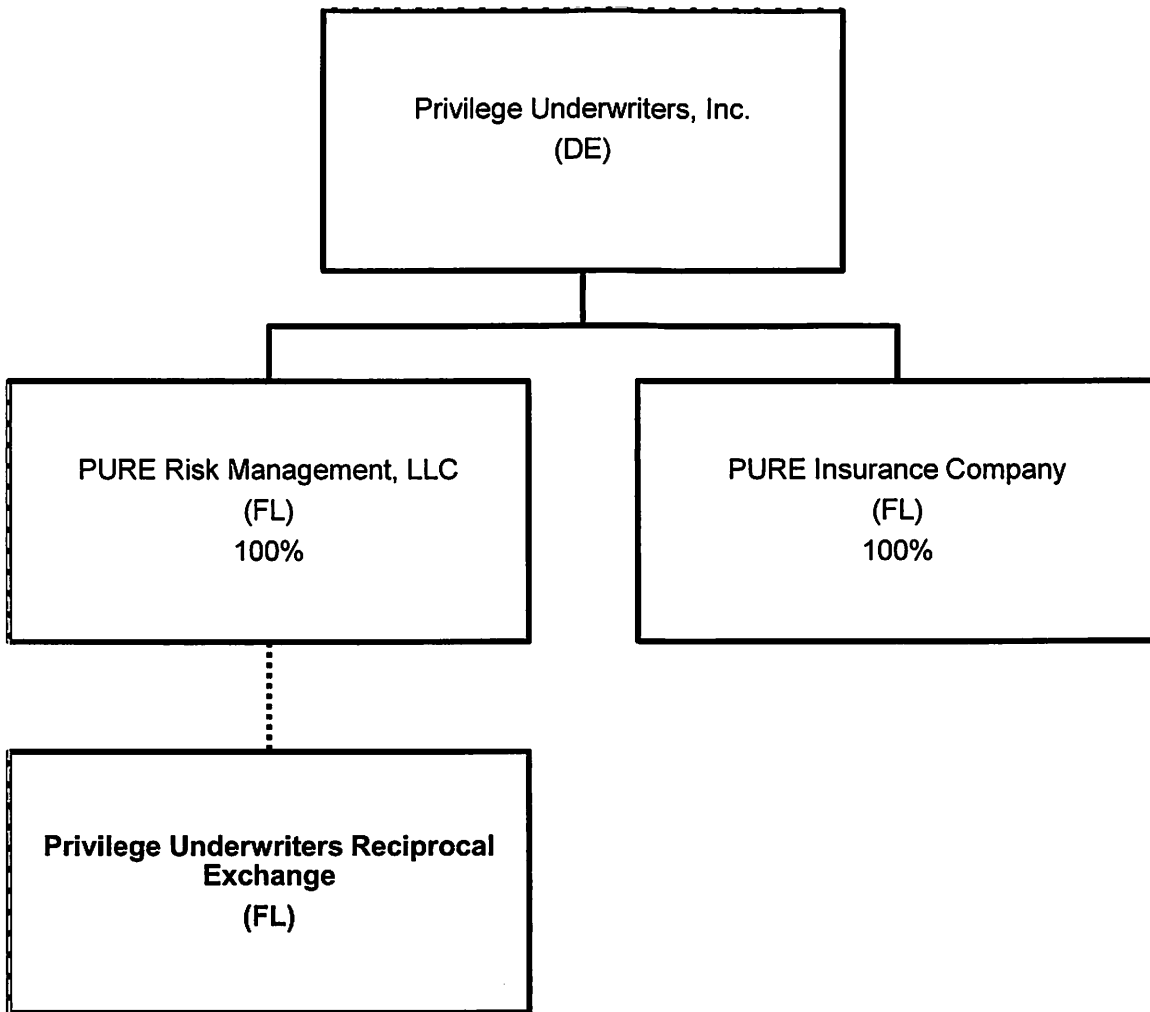 Privilege Underwriters, Inc.
(DE)
PURE Risk Management, LLC
(FL)
100%
PURE Insurance Company
(FL)
100%
Privilege Underwriters Reciprocal
Exchange
(FL)